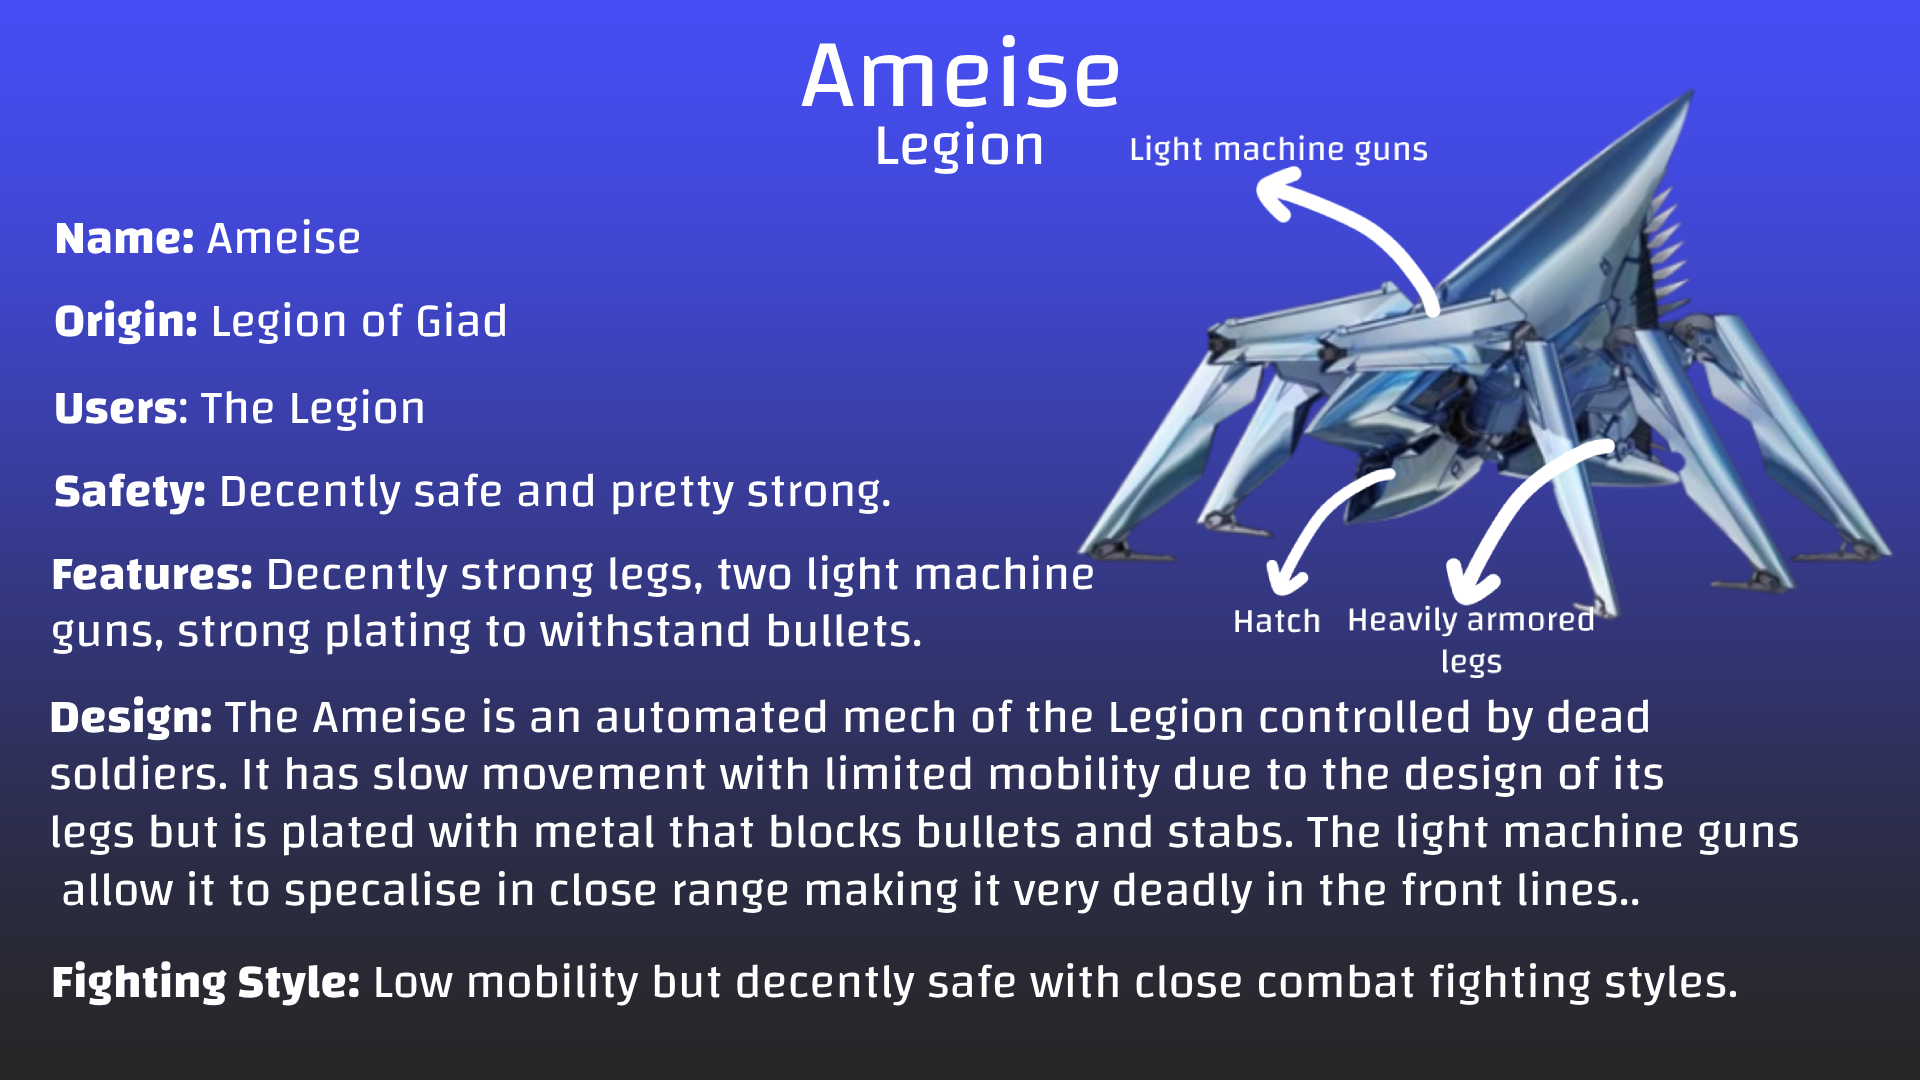 Ameise
Legion
Light machine guns
Name: Ameise
Origin: Legion of Giad
Users: The Legion
Safety: Decently safe and pretty strong.
Features: Decently strong legs, two light machine
guns, strong plating to withstand bullets.
Hatch
Heavily armored
legs
Design: The Ameise is an automated mech of the Legion controlled by dead
soldiers. It has slow movement with limited mobility due to the design of its
legs but is plated with metal that blocks bullets and stabs. The light machine guns
allow it to specalise in close range making it very deadly in the front lines..
Fighting Style: Low mobility but decently safe with close combat fighting styles.